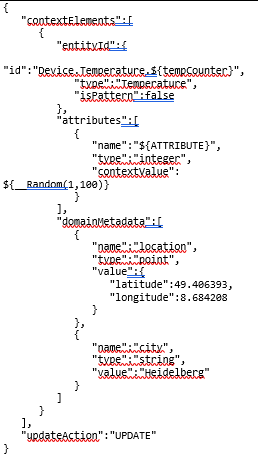 {
"contextElements":[
{
"entityId":{
"id":"Device.Temperature.${tempCounter}",
"type":"Temperature",
"isPattern":false
},
"attributes":[
{
"name":"${ATTRIBUTE}",
"type":"integer",
"contextValue":
${__Random(1,100)}
}
],
"domainMetadata":[
{
"name":"location",
"type":"point",
"value":{
"latitude":49.406393,
"longitude":8.684208
}
},
{
"name":"city",
"type":"string",
"value":"Heidelberg"
}
]
}
],
"updateAction":"UPDATE"
}